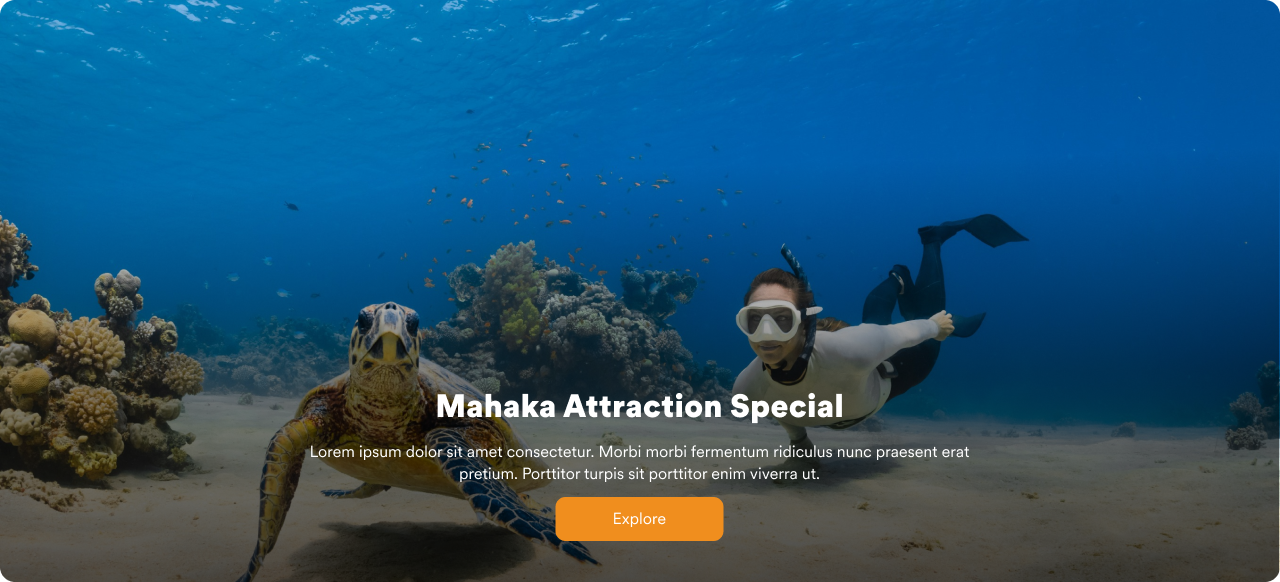 Mahaka Attraction Special
Lorem ipsum dolor sit amet consectetur. Morbi morbi fermentum ridiculus nunc praesent erat
pretium. Porttitor turpis sit porttitor enim viverra ut.
Explore